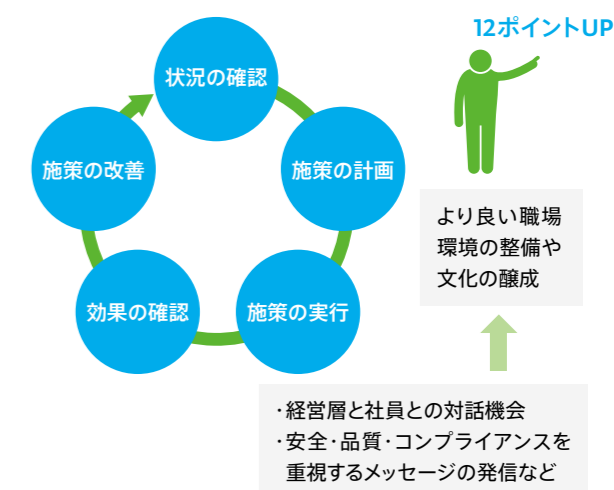 12ポイントUP
状況の確認
施策の計画
施策の実行
効果の確認
施策の改善
より良い職場
環境の整備や
文化の醸成
・経営層と社員との対話機会
・安全・品質・コンプライアンスを
重視するメッセージの発信など